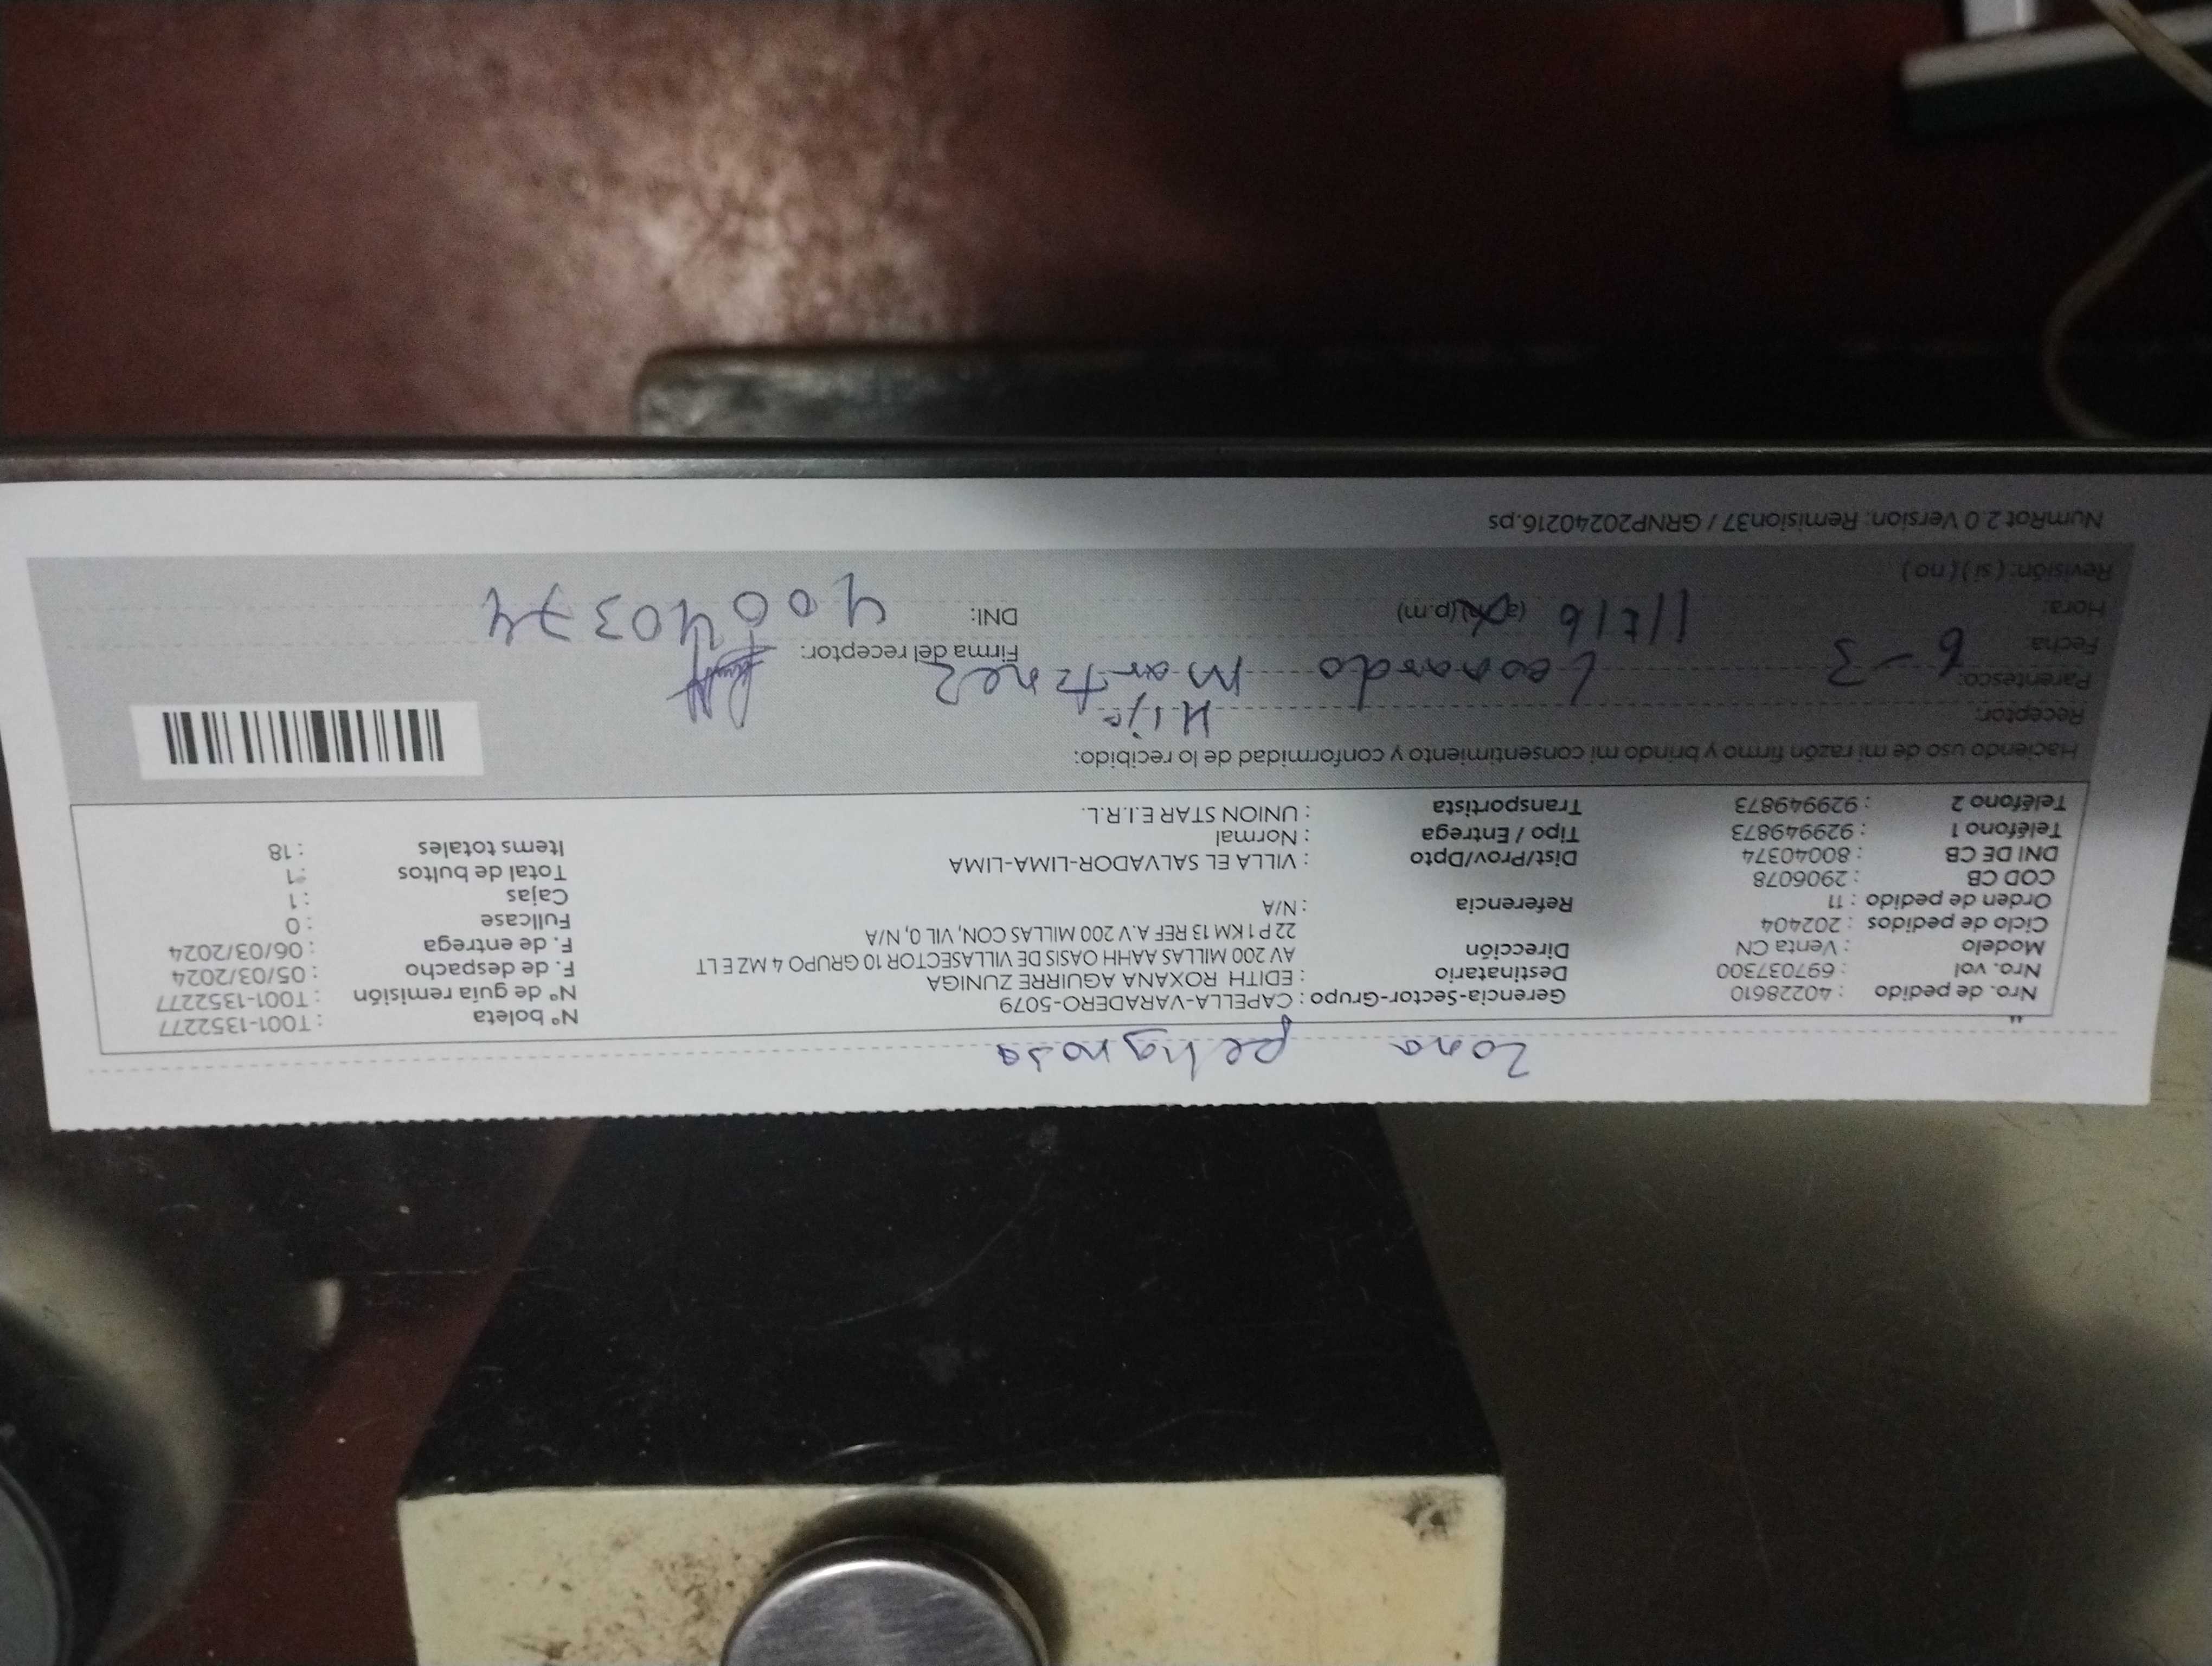 Zona peligrosa
Nro. de pedido : 40228610
Nro. vol : 697037300
Modelo : Venta CN
Ciclo de pedidos : 202404
Orden de pedido : 11
COD CB : 2906078
DNI DE CB : 80040374
Teléfono 1 : 929949873
Teléfono 2 : 929949873
Gerencia-Sector-Grupo : CAPELLA-VARADERO-5079
Destinatario : EDITH ROXANA AGUIRRE ZUNIGA
Dirección AV 200 MILLAS AAHH OASIS DE VILLASECTOR 10 GRUPO 4 MZ E LT
22 P 1 KM 13 REF A.V 200 MILLAS CON, VIL 0, N/A
Referencia : N/A
Dist/Prov/Dpto : VILLA EL SALVADOR-LIMA-LIMA
Tipo / Entrega : Normal
Transportista : UNION STAR E.I.R.L.
N° boleta : T001-1352277
N° de guía remisión : T001-1352277
F. de despacho : 05/03/2024
F. de entrega : 06/03/2024
Fullcase : 0
Cajas : 1
Total de bultos : 1
Items totales : 18
Haciendo uso de mi razón firmo y brindo mi consentimiento y conformidad de lo recibido:
Receptor: Hijo
Parentesco: Leonardo
Fecha: 6-3
Hora: (p.m)
Revisión: ( si ) ( no )
Firma del receptor:
DNI: 40040374
NumRot 2.0 Version: Remision37 / GRNP20240216.ps